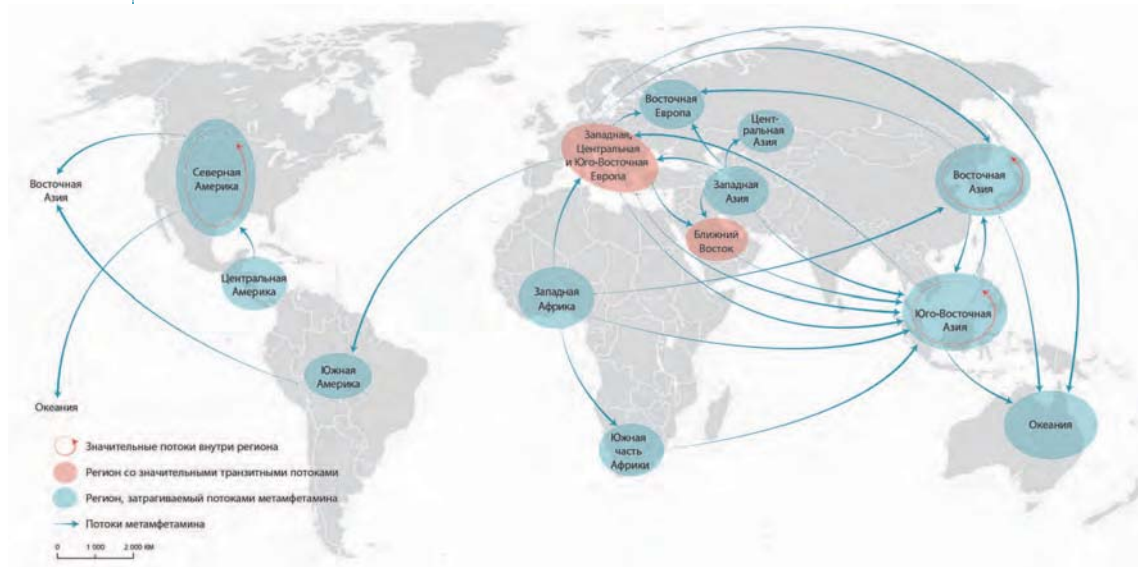 Восточная
Европа
Цент-
ральная
Азия
Западная,
Центральная
и Юго-Восточная
Европа
Северная
Америка
Восточная
Азия
Западная
Азия
Восточная
Азия
Ближний
Восток
Центральная
Америка
Западная
Африка
Юго-Восточная
Азия
Южная
Америка
Океания
Океания
Южная
часть
Африки
Значительные потоки внутри региона
Регион со значительными транзитными потоками
Регион, затрагиваемый потоками метамфетамина
Потоки метамфетамина
0 1 000 2 000 КМ